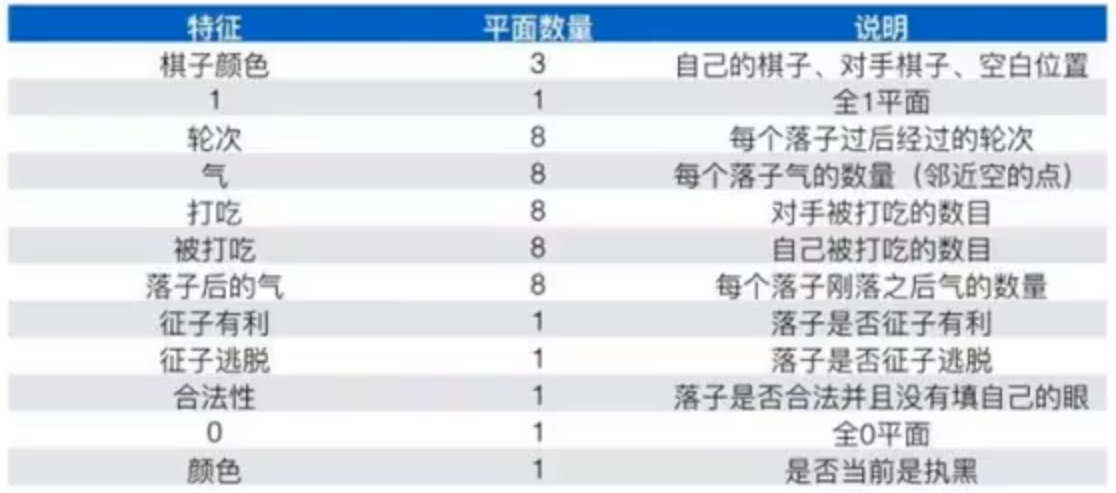 特征 平面数量 说明
棋子颜色 3 自己的棋子、对手棋子、空白位置
1 1 全1平面
轮次 8 每个落子过后经过的轮次
气 8 每个落子气的数量（邻近空的点）
打吃 8 对手被打吃的数目
被打吃 8 自己被打吃的数目
落子后的气 8 每个落子刚落之后气的数量
征子有利 1 落子是否征子有利
征子逃脱 1 落子是否征子逃脱
合法性 1 落子是否合法并且没有填自己的眼
0 1 全0平面
颜色 1 是否当前是执黑